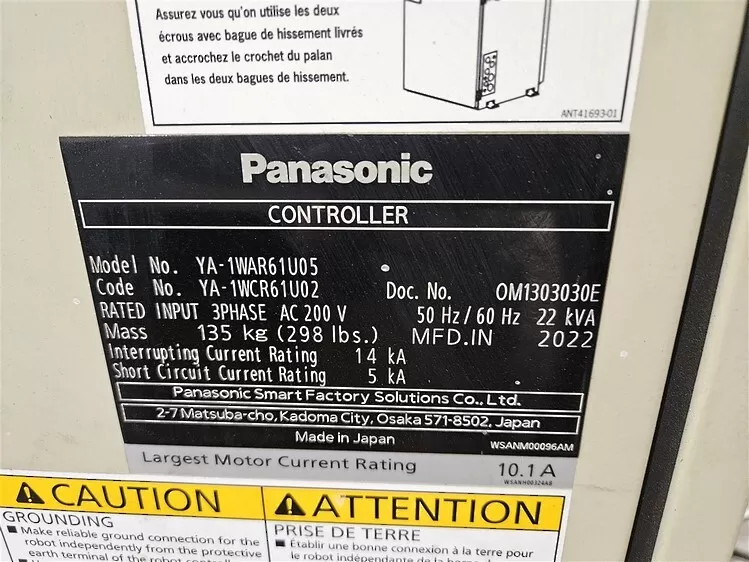 Assurez vous qu'on utilise les deux
écrous avec bague de hissement livrés
et accrochez le crochet du palan
dans les deux bagues de hissement.
ANT41693-01
Panasonic
CONTROLLER
Model No. YA-1WAR61U05
Code No. YA-1WCR61U02 Doc. No. OM1303030E
RATED INPUT 3PHASE AC 200 V 50 Hz/60 Hz 22 kVA
Mass 135 kg (298 lbs.) MFD.IN 2022
Interrupting Current Rating 14 kA
Short Circuit Current Rating 5 kA
Panasonic Smart Factory Solutions Co., Ltd.
2-7 Matsuba-cho, Kadoma City, Osaka 571-8502, Japan
Made in Japan
WSANM00096AM
Largest Motor Current Rating 10.1 A
WSANH00324AB
CAUTION
GROUNDING
■ Make reliable ground connection for the
robot independently from the protective
earth terminal of the robot
ATTENTION
PRISE DE TERRE
■ Établir une bonne connexion à la terre pour
le robot indépendante de la